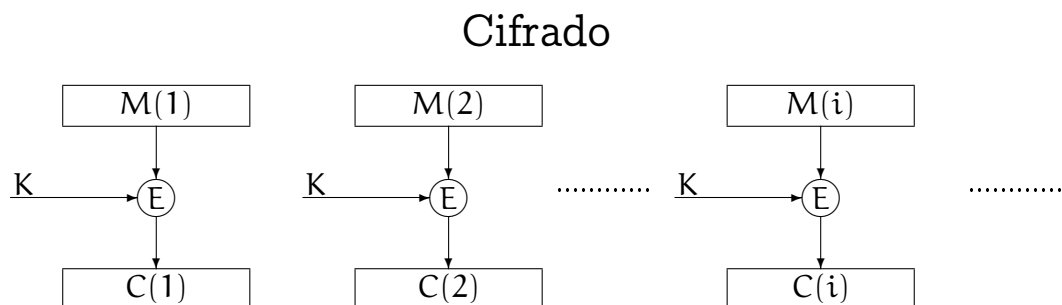 Cifrado
M(1) M(2) M(i)
K E K E ............... K E ...............
C(1) C(2) C(i)